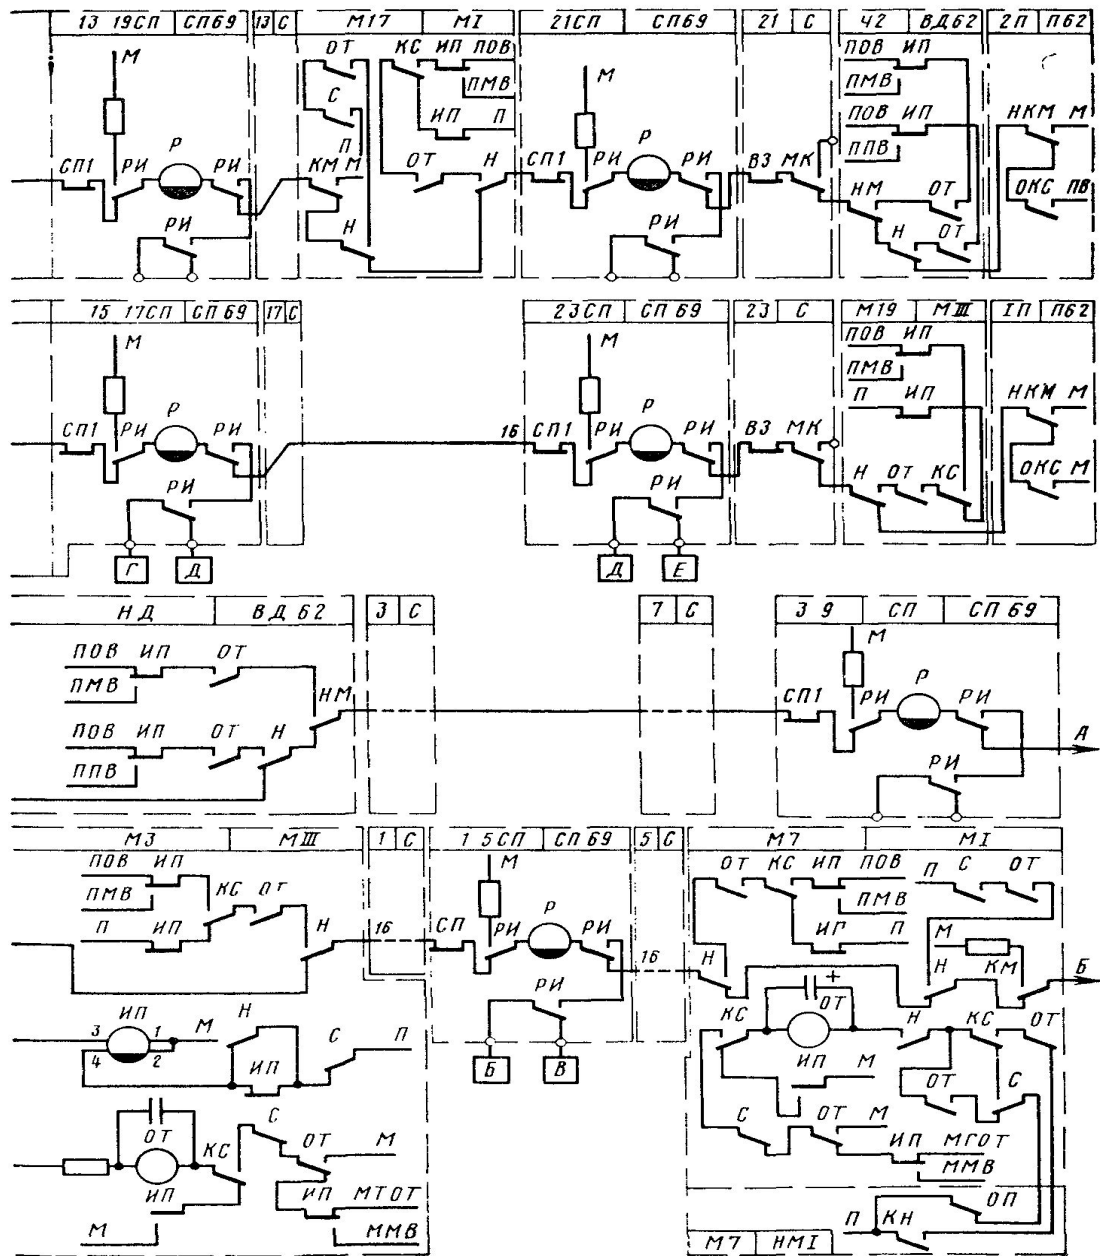 13 19СП СП69 13 С М17 МI 21СП СП69 21 С Ч2 ВД62 2П П62
М ОТ КС ИП ПОВ М ПОВ ИП
С ПМВ ПМВ
ИП П ПОВ ИП НКМ М
Р П Р ППВ
СП1 РИ РИ КМ М ОТ Н СП1 РИ РИ ВЗ МК НМ ОТ ОКС ПВ
РИ Н РИ Н ОТ
15 17СП СП69 17 С 23СП СП69 23 С М19 МIII IП П62
М М ПОВ ИП
ПМВ
Р Р П ИП НКМ М
СП1 РИ РИ 16 СП1 РИ РИ ВЗ МК
РИ РИ Н ОТ КС ОКС М
Г Д Д Е
НД ВД62 3 С 7 С 3 9 СП СП69
ПОВ ИП ОТ М
ПМВ НМ Р
СП1 РИ РИ
ПОВ ИП ОТ Н А
ППВ РИ
М3 МIII 1 С 1 5СП СП69 5 С М7 МI
ПОВ ИП М ОТ КС ИП ПОВ П С ОТ
ПМВ КС ОТ ПМВ
П ИП Н 16 СП РИ Р РИ ИП П М
16 Н Н КМ Б
РИ + ОТ
ИП Н КС Н КС ОТ
3 1 М С П ИП М
4 2 ИП Б В ОТ С
С С ОТ М
ОТ КС ОТ М ИП МГОТ
ИП ИП МТОТ ММВ
М ММВ П КН ОП
М7 НМI